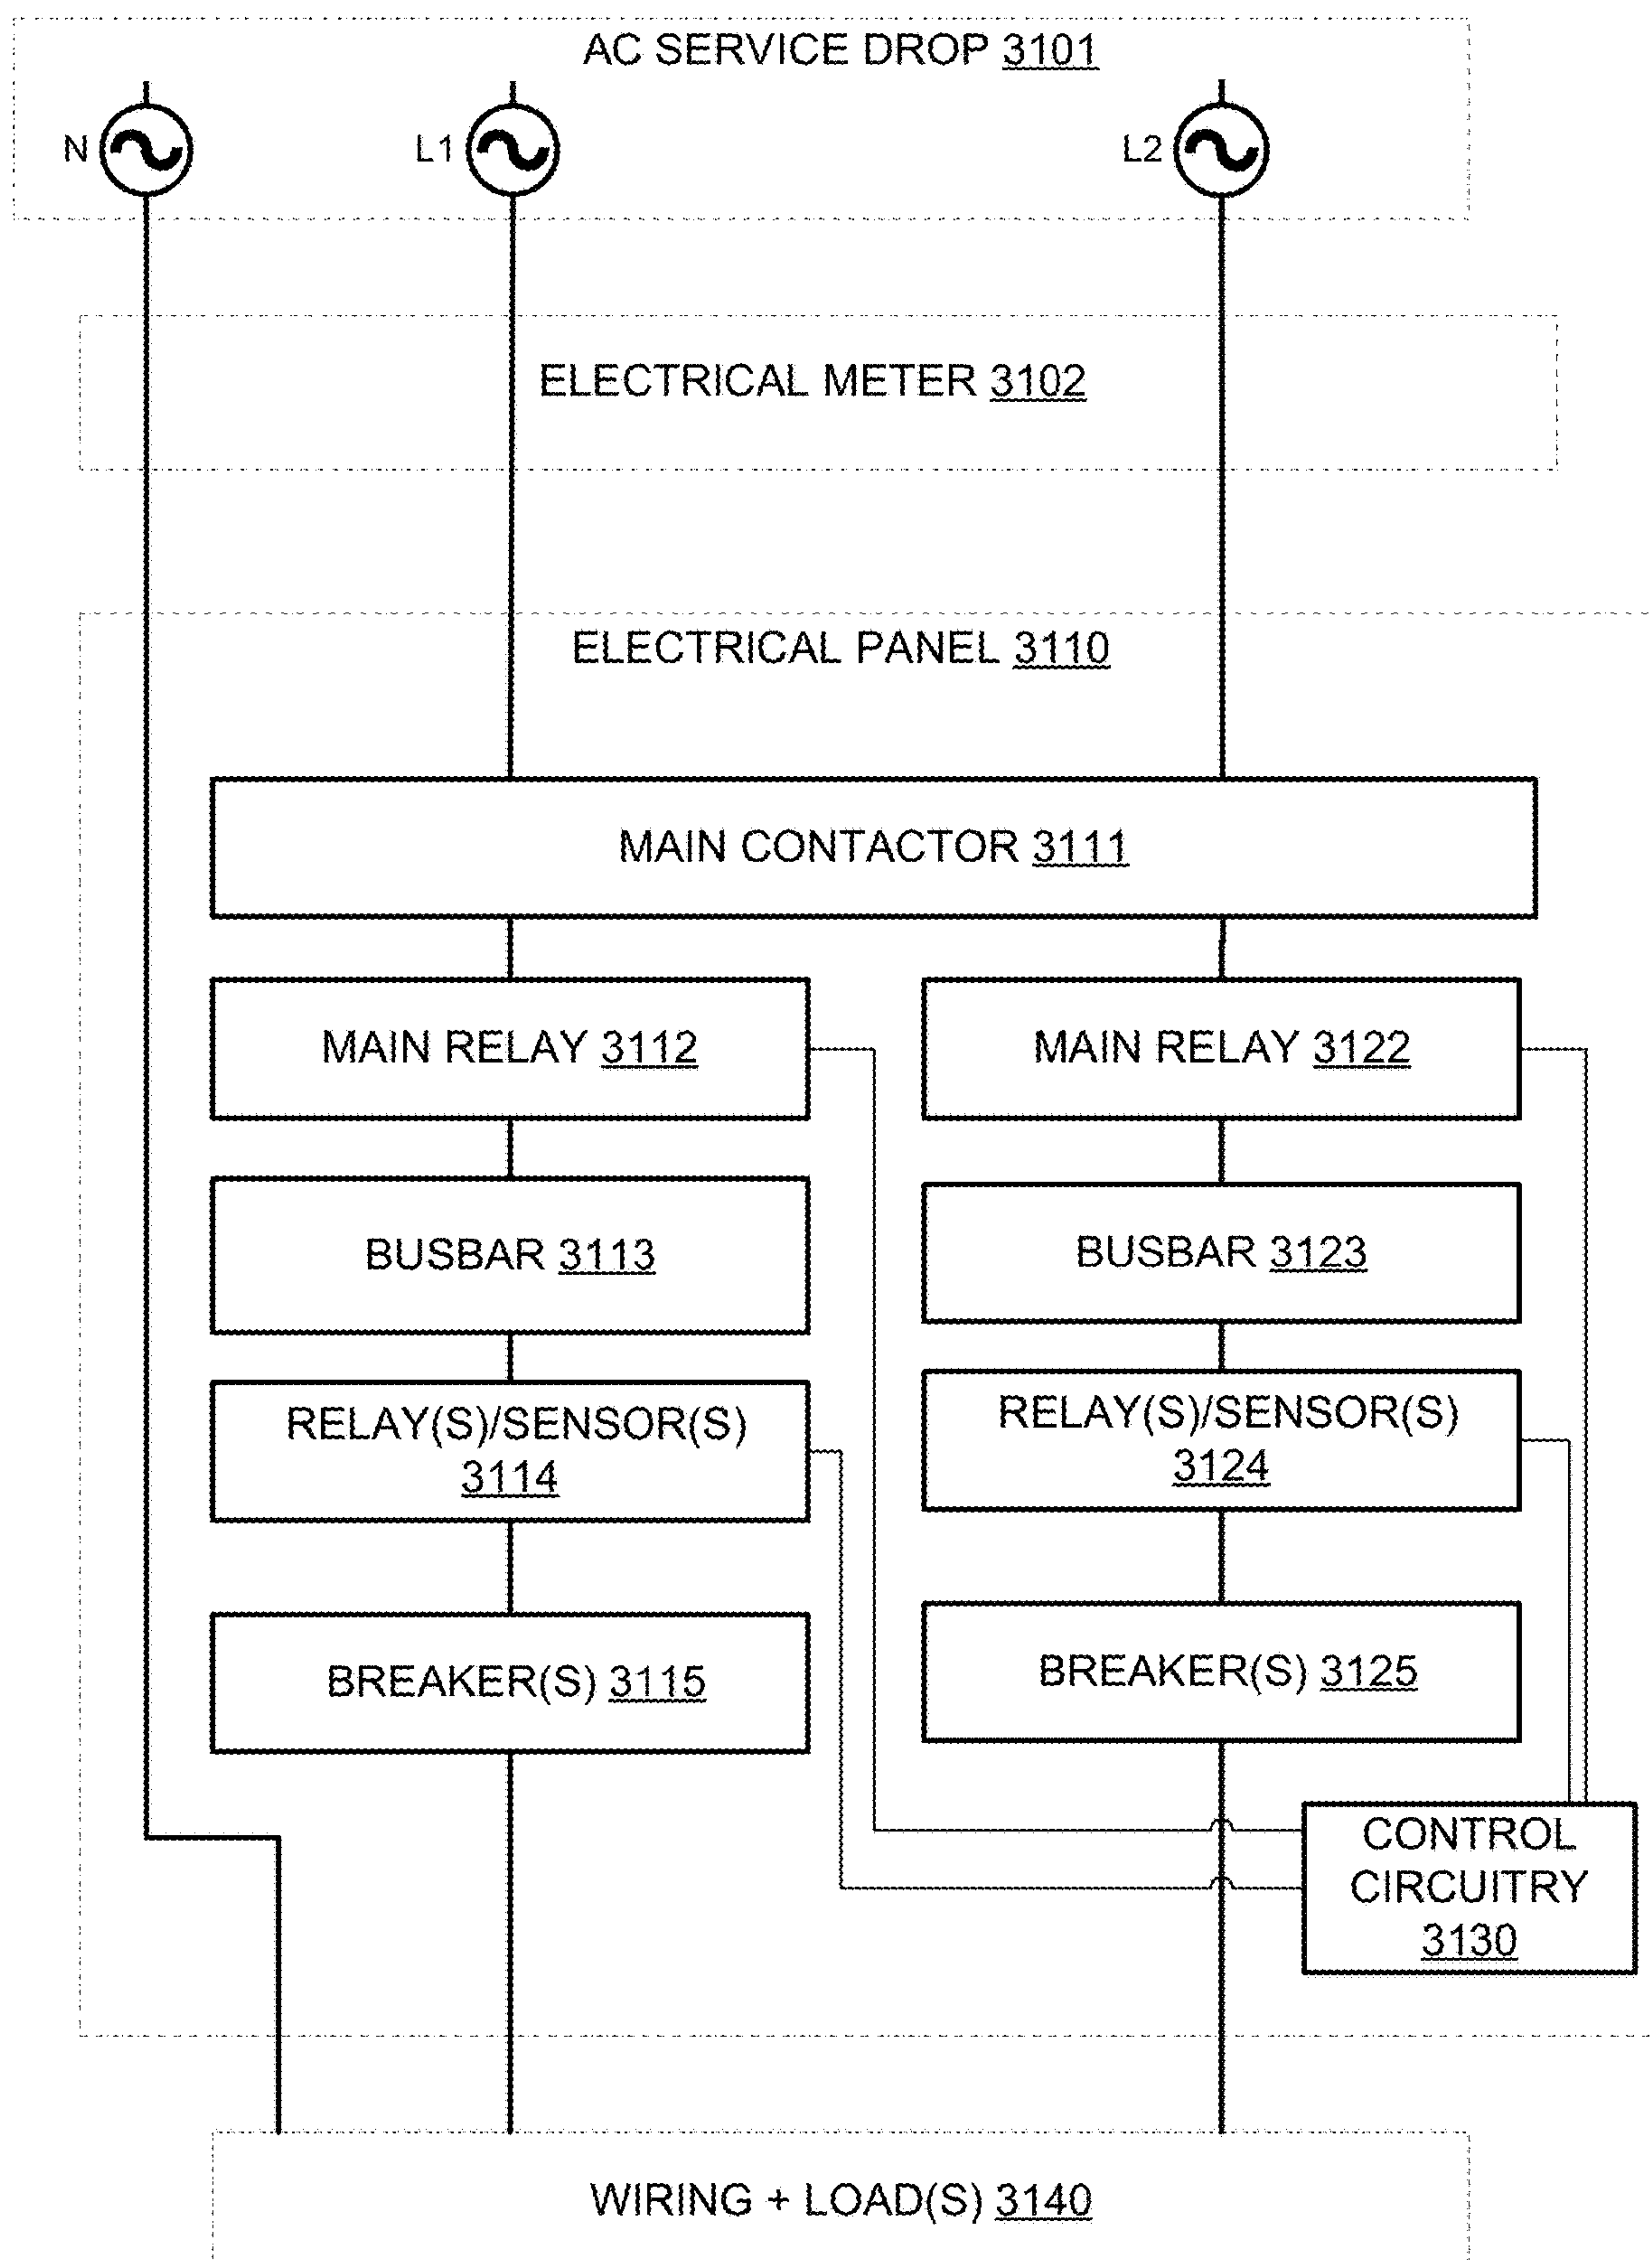 AC SERVICE DROP 3101
N
L1
L2
ELECTRICAL METER 3102
ELECTRICAL PANEL 3110
MAIN CONTACTOR 3111
MAIN RELAY 3112
MAIN RELAY 3122
BUSBAR 3113
BUSBAR 3123
RELAY(S)/SENSOR(S)
3114
RELAY(S)/SENSOR(S)
3124
BREAKER(S) 3115
BREAKER(S) 3125
CONTROL
CIRCUITRY
3130
WIRING + LOAD(S) 3140